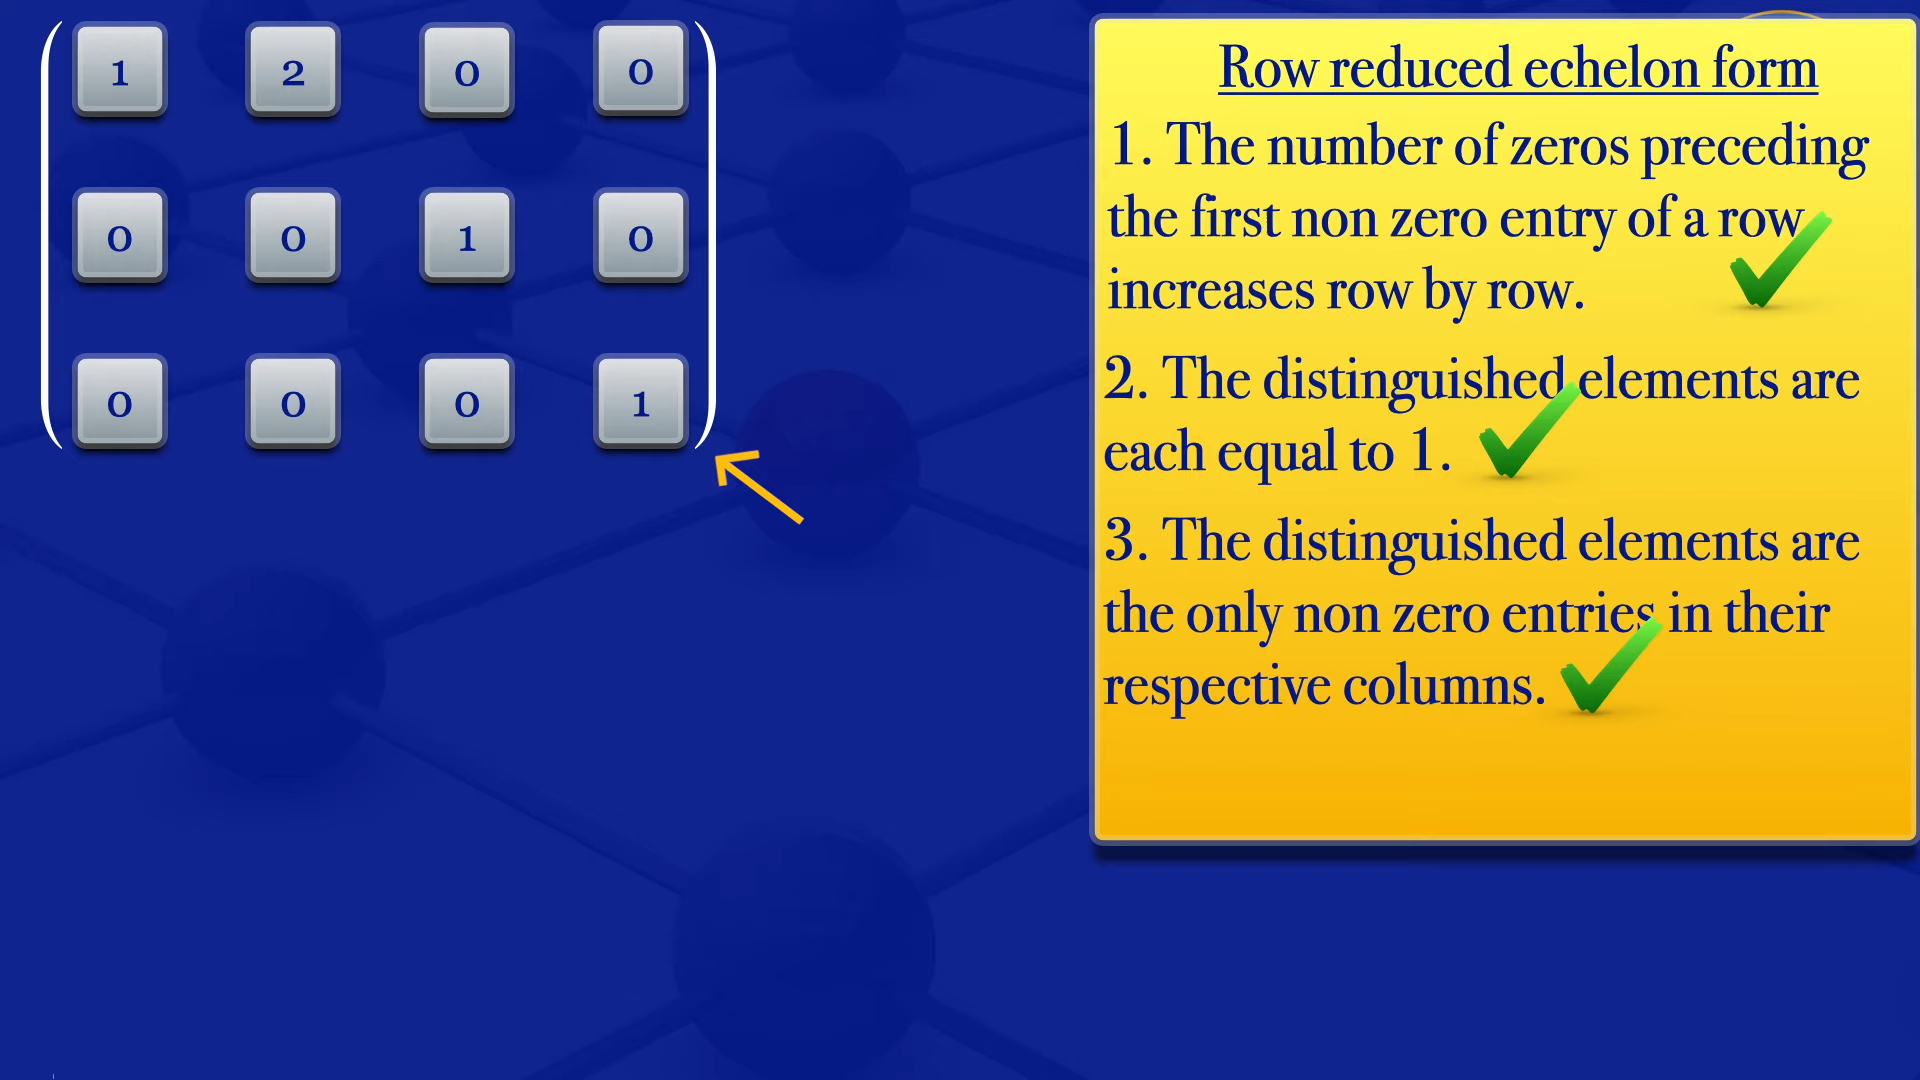 1 2 0 0
0 0 1 0
0 0 0 1
Row reduced echelon form
1. The number of zeros preceding
the first non zero entry of a row
increases row by row.
2. The distinguished elements are
each equal to 1.
3. The distinguished elements are
the only non zero entries in their
respective columns.